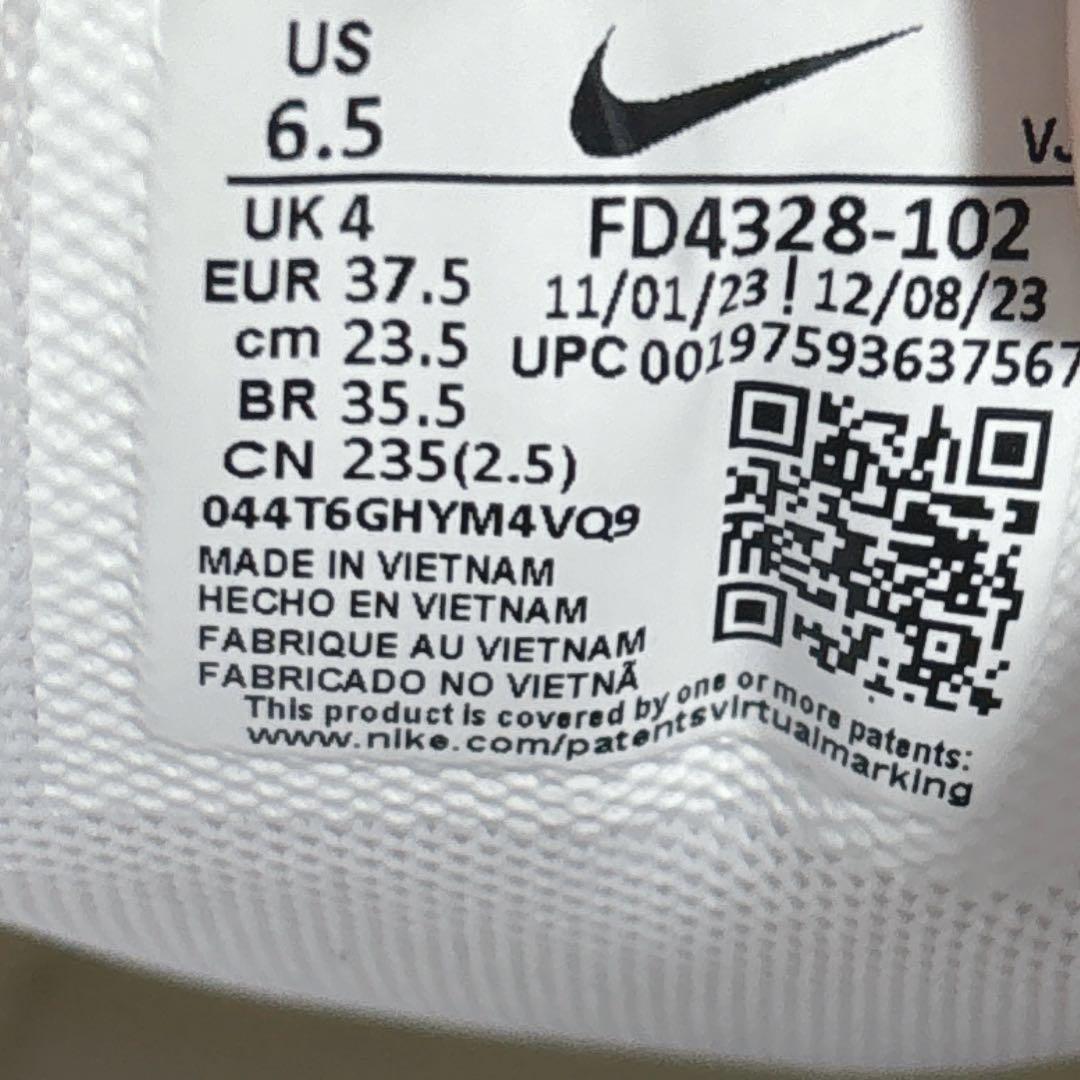 US
6.5
UK 4
EUR 37.5
cm 23.5
BR 35.5
CN 235(2.5)
FD4328-102
11/01/23 ! 12/08/23
UPC 00197593637567
044T6GHYM4VQ9
MADE IN VIETNAM
HECHO EN VIETNAM
FABRIQUE AU VIETNAM
FABRICADO NO VIETNÃ
This product is covered by one or more patents:
www.nike.com/patentsvirtualmarking